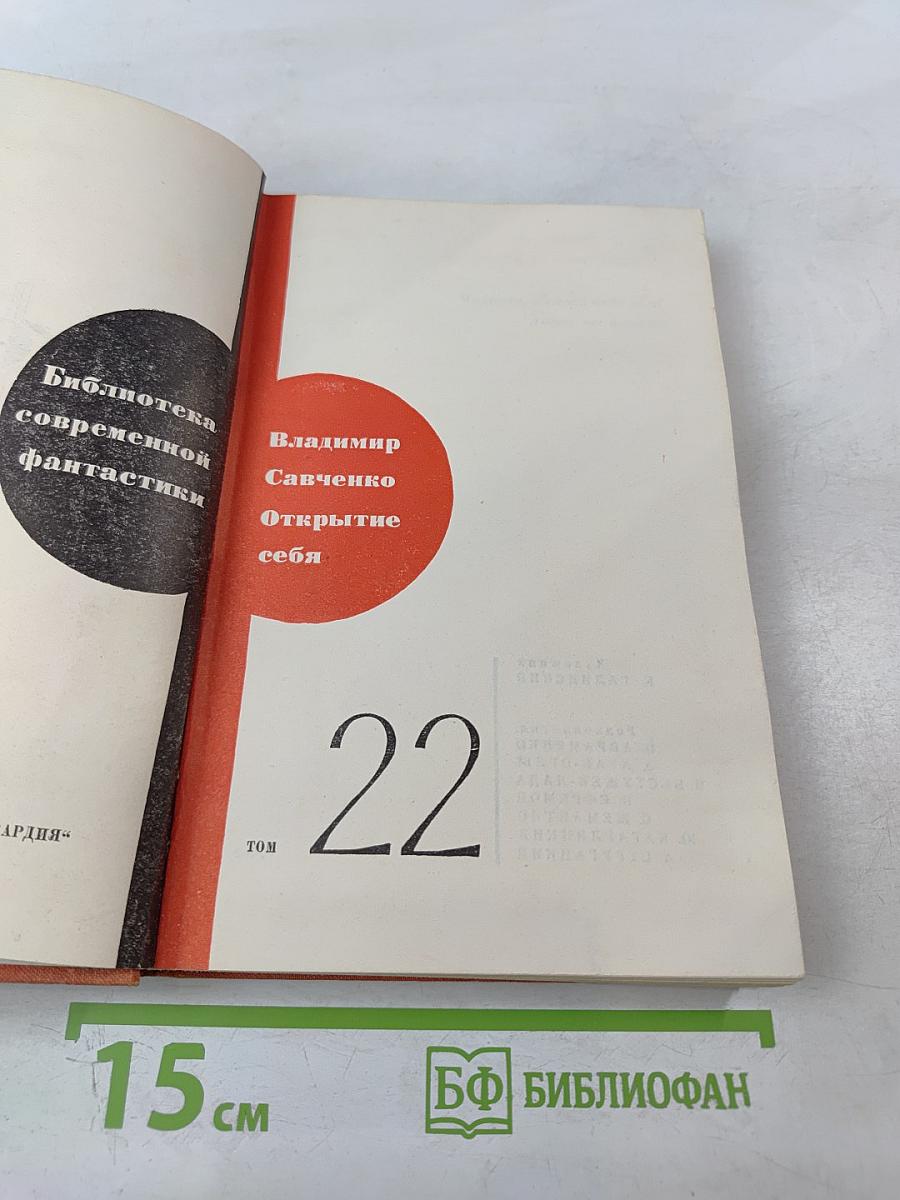 Библиотека
современной
фантастики
АРДИЯ“
Владимир
Савченко
Открытие
себя
том 22
15 см
БФ БИБЛИОФАН